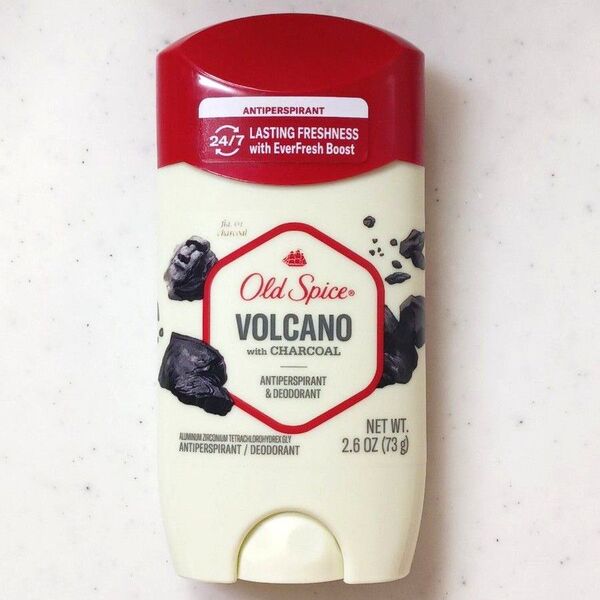 ANTIPERSPIRANT
24/7
LASTING FRESHNESS
with EverFresh Boost
Old Spice®
VOLCANO
with CHARCOAL
ANTIPERSPIRANT
& DEODORANT
ALUMINUM ZIRCONIUM TETRACHLOROHYDREX GLY
ANTIPERSPIRANT / DEODORANT
NET WT.
2.6 OZ (73 g)